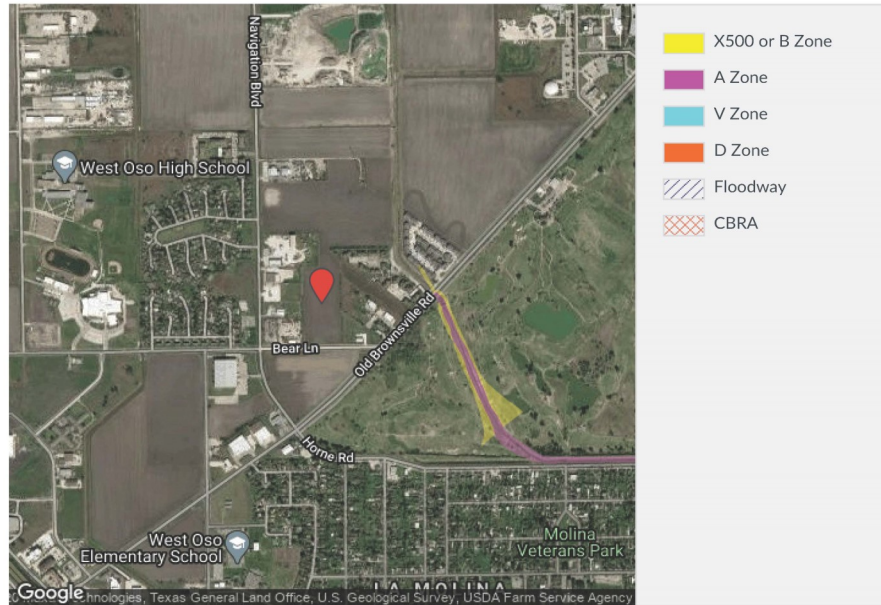 Navigation Blvd
West Oso High School
Bear Ln
Old Brownsville Rd
Horne Rd
West Oso
Elementary School
Molina
Veterans Park
LA MOLINA
Google
Technologies, Texas General Land Office, U.S. Geological Survey, USDA Farm Service Agency
X500 or B Zone
A Zone
V Zone
D Zone
Floodway
CBRA